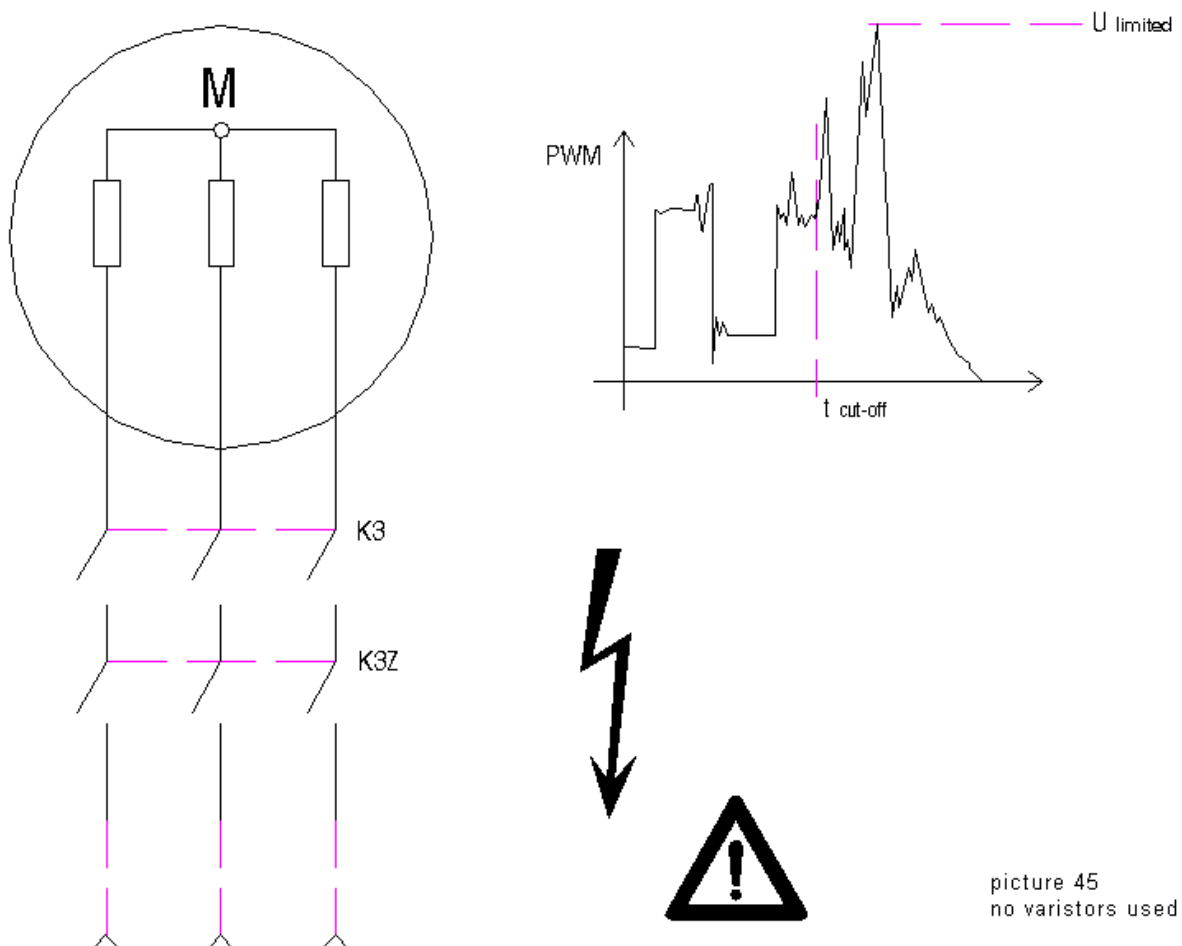 M
U limited
PWM
t cut-off
K3
K3Z
picture 45
no varistors used